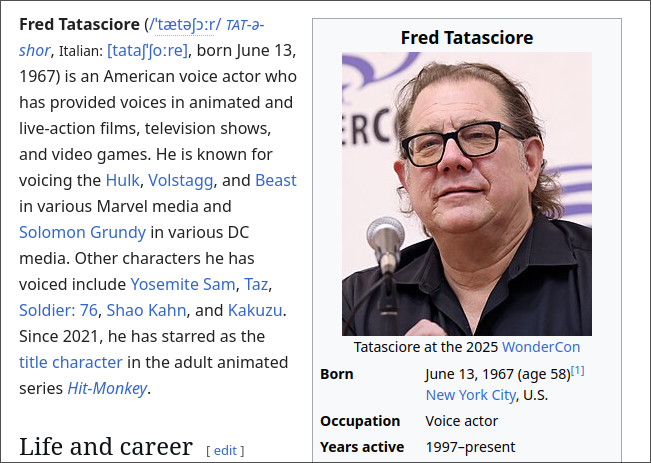 Fred Tatasciore (/ˈtætəʃɔːr/ TAT-ə-
shor, Italian: [tataʃˈʃoːre], born June 13,
1967) is an American voice actor who
has provided voices in animated and
live-action films, television shows,
and video games. He is known for
voicing the Hulk, Volstagg, and Beast
in various Marvel media and
Solomon Grundy in various DC
media. Other characters he has
voiced include Yosemite Sam, Taz,
Soldier: 76, Shao Kahn, and Kakuzu.
Since 2021, he has starred as the
title character in the adult animated
series Hit-Monkey.
Life and career [ edit ]
Fred Tatasciore
ERC
Tatasciore at the 2025 WonderCon
Born June 13, 1967 (age 58)[1]
New York City, U.S.
Occupation Voice actor
Years active 1997–present